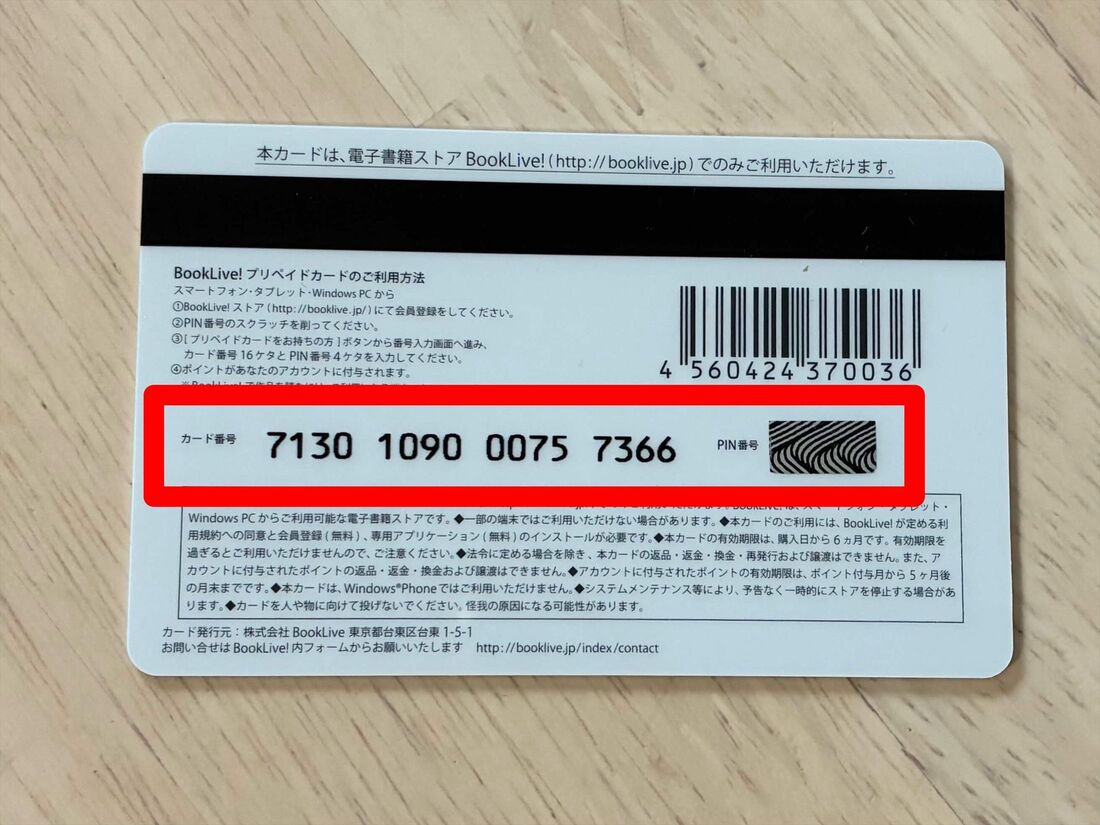 本カードは、電子書籍ストア BookLive!(http://booklive.jp)でのみご利用いただけます。
BookLive! プリペイドカードのご利用方法
スマートフォン・タブレット・Windows PC から
①BookLive! ストア(http://booklive.jp/)にて会員登録をしてください。
②PIN番号のスクラッチを削ってください。
③[ プリペイドカードをお持ちの方 ] ボタンから番号入力画面へ進み、
カード番号 16 ケタと PIN番号 4 ケタを入力してください。
④ポイントがあなたのアカウントに付与されます。
4 560424 370036
カード番号 7130 1090 0075 7366 PIN番号
Windows PC からご利用可能な電子書籍ストアです。◆一部の端末ではご利用いただけない場合があります。◆本カードのご利用には、BookLive! が定める利
用規約への同意と会員登録(無料)、専用アプリケーション(無料)のインストールが必要です。◆本カードの有効期限は、購入日から 6 ヵ月です。有効期限を
過ぎるとご利用いただけませんので、ご注意ください。◆法令に定める場合を除き、本カードの返品・返金・換金・再発行および譲渡はできません。また、ア
カウントに付与されたポイントの返品・返金・換金および譲渡はできません。◆アカウントに付与されたポイントの有効期限は、ポイント付与月から 5 ヶ月後
の月末までです。◆本カードは、Windows®Phone ではご利用いただけません。◆システムメンテナンス等により、予告なく一時的にストアを停止する場合があ
ります。◆カードを人や物に向けて投げないでください。怪我の原因になる可能性があります。
カード発行元:株式会社 BookLive 東京都台東区台東 1-5-1
お問い合せは BookLive! 内フォームからお願いいたします http://booklive.jp/index/contact